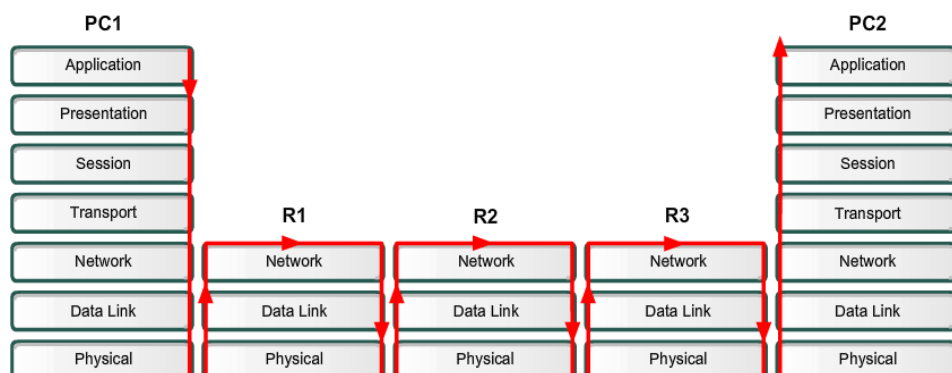 PC1 PC2
Application Application
Presentation Presentation
Session Session
Transport R1 R2 R3 Transport
Network Network Network Network Network
Data Link Data Link Data Link Data Link Data Link
Physical Physical Physical Physical Physical